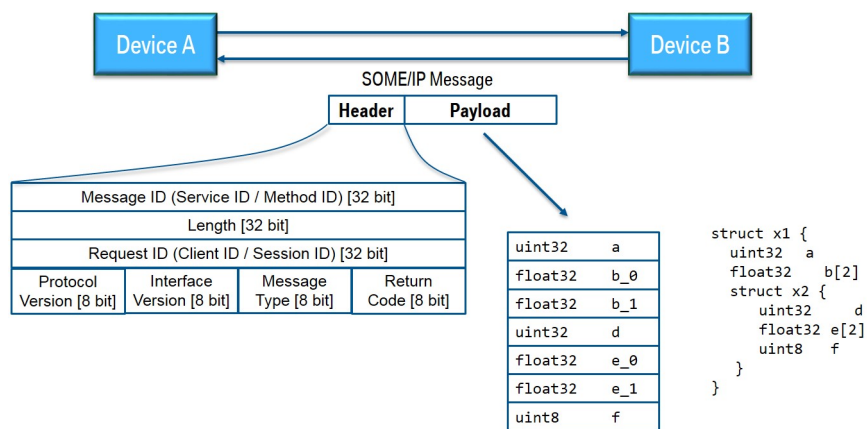 Device A
Device B
SOME/IP Message
Header Payload
Message ID (Service ID / Method ID) [32 bit]
Length [32 bit]
Request ID (Client ID / Session ID) [32 bit]
Protocol
Version [8 bit]
Interface
Version [8 bit]
Message
Type [8 bit]
Return
Code [8 bit]
uint32 a
float32 b_0
float32 b_1
uint32 d
float32 e_0
float32 e_1
uint8 f
struct x1 {
uint32 a
float32 b[2]
struct x2 {
uint32 d
float32 e[2]
uint8 f
}
}